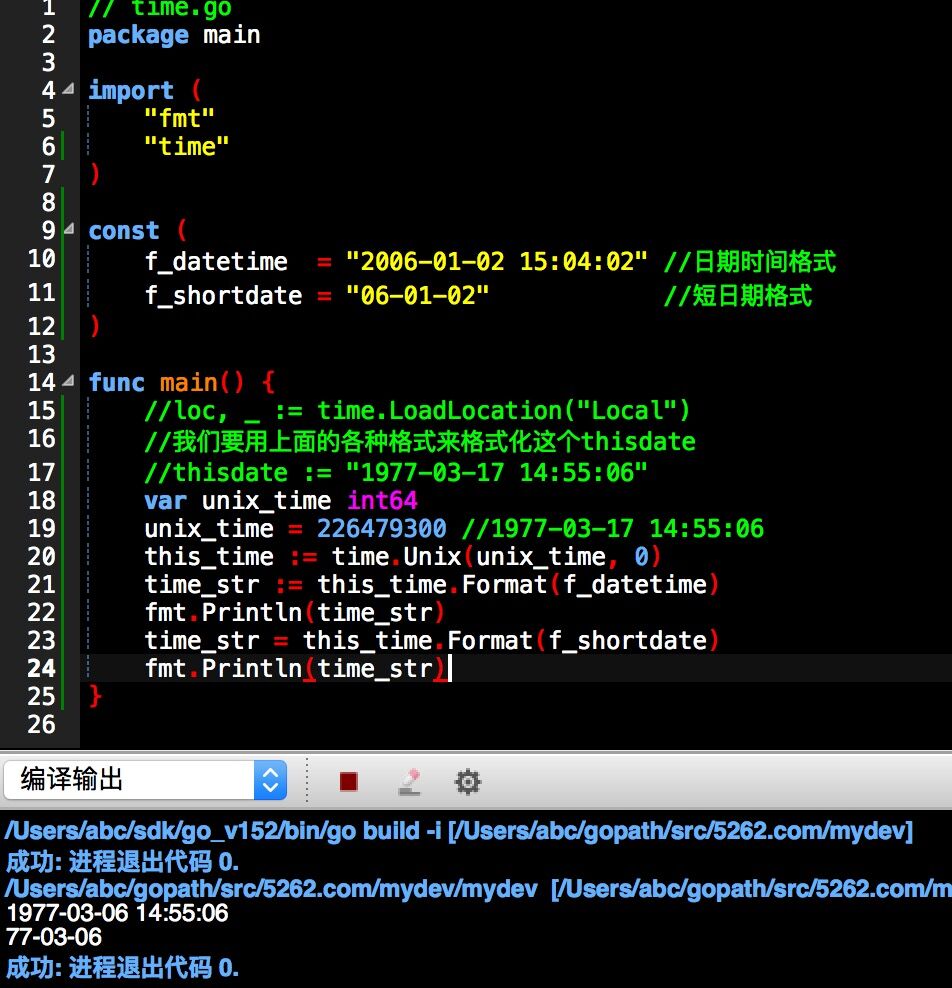 1 // time.go
2 package main
3
4 import (
5 "fmt"
6 "time"
7 )
8
9 const (
10 f_datetime = "2006-01-02 15:04:02" //日期时间格式
11 f_shortdate = "06-01-02" //短日期格式
12 )
13
14 func main() {
15 //loc, _ := time.LoadLocation("Local")
16 //我们要用上面的各种格式来格式化这个thisdate
17 //thisdate := "1977-03-17 14:55:06"
18 var unix_time int64
19 unix_time = 226479300 //1977-03-17 14:55:06
20 this_time := time.Unix(unix_time, 0)
21 time_str := this_time.Format(f_datetime)
22 fmt.Println(time_str)
23 time_str = this_time.Format(f_shortdate)
24 fmt.Println(time_str)
25 }
26
编译输出
/Users/abc/sdk/go_v152/bin/go build -i [/Users/abc/gopath/src/5262.com/mydev]
成功: 进程退出代码 0.
/Users/abc/gopath/src/5262.com/mydev/mydev [/Users/abc/gopath/src/5262.com/m
1977-03-06 14:55:06
77-03-06
成功: 进程退出代码 0.